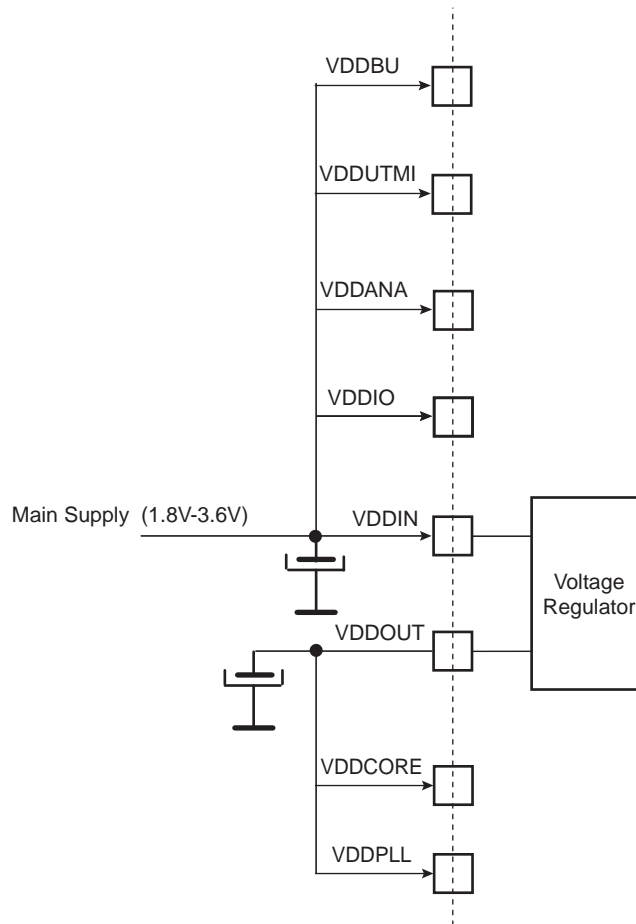 VDDBU
VDDUTMI
VDDANA
VDDIO
Main Supply (1.8V-3.6V)
VDDIN
Voltage
Regulator
VDDOUT
VDDCORE
VDDPLL